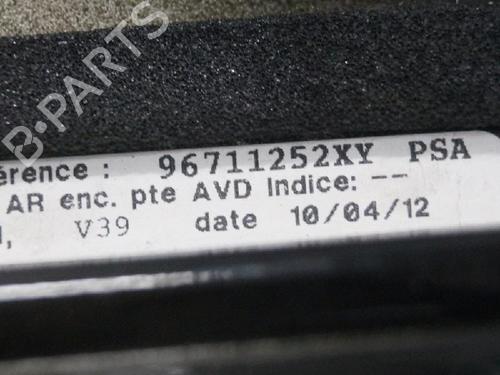 B-PARTS
érence : 96711252XY PSA
AR enc. pte AVD Indice: --
V39 date 10/04/12